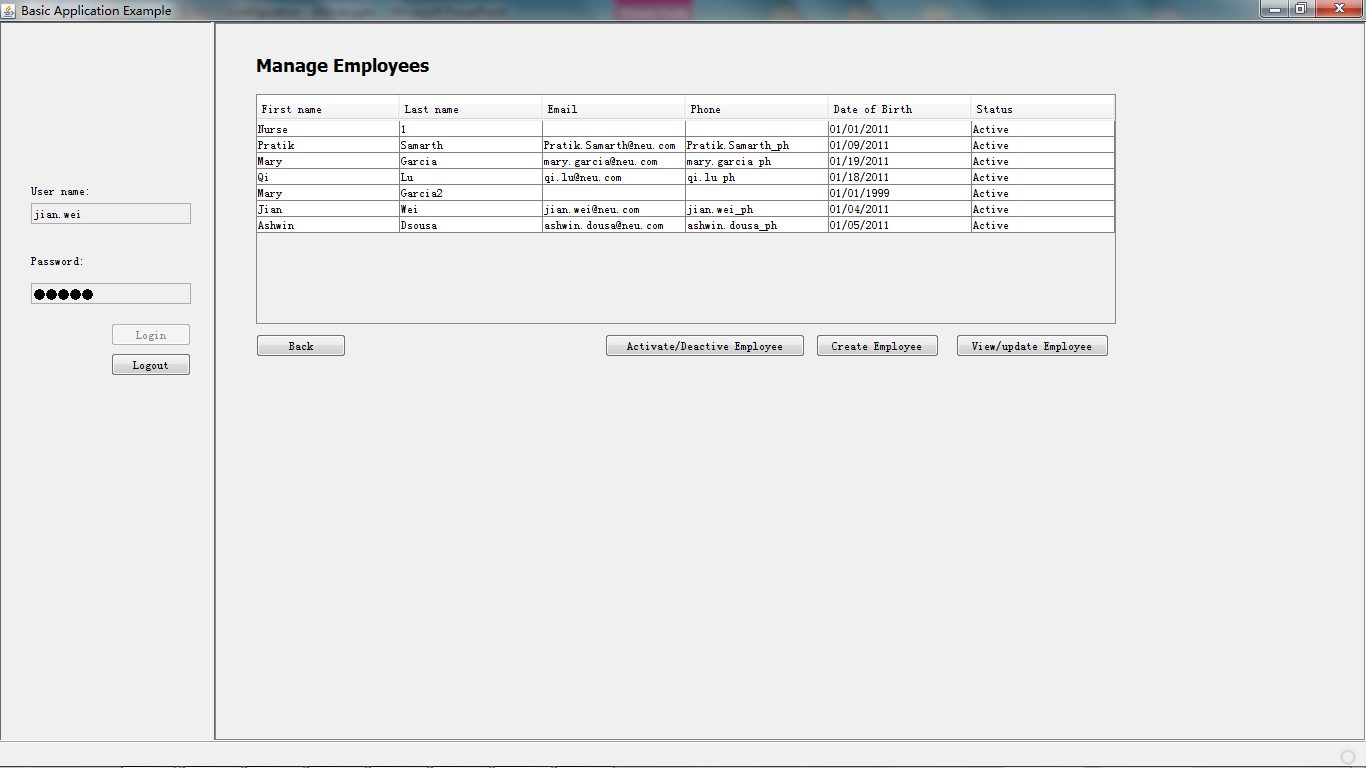 Basic Application Example
Manage Employees
First name Last name Email Phone Date of Birth Status
Nurse 1 01/01/2011 Active
Pratik Samarth Pratik.Samarth@neu.com Pratik.Samarth_ph 01/09/2011 Active
Mary Garcia mary.garcia@neu.com mary.garcia ph 01/19/2011 Active
Qi Lu qi.lu@neu.com qi.lu ph 01/18/2011 Active
Mary Garcia2 01/01/1999 Active
Jian Wei jian.wei@neu.com jian.wei_ph 01/04/2011 Active
Ashwin Dsousa ashwin.dousa@neu.com ashwin.dousa_ph 01/05/2011 Active
User name:
jian.wei
Password:
Login
Logout
Back Activate/Deactive Employee Create Employee View/update Employee